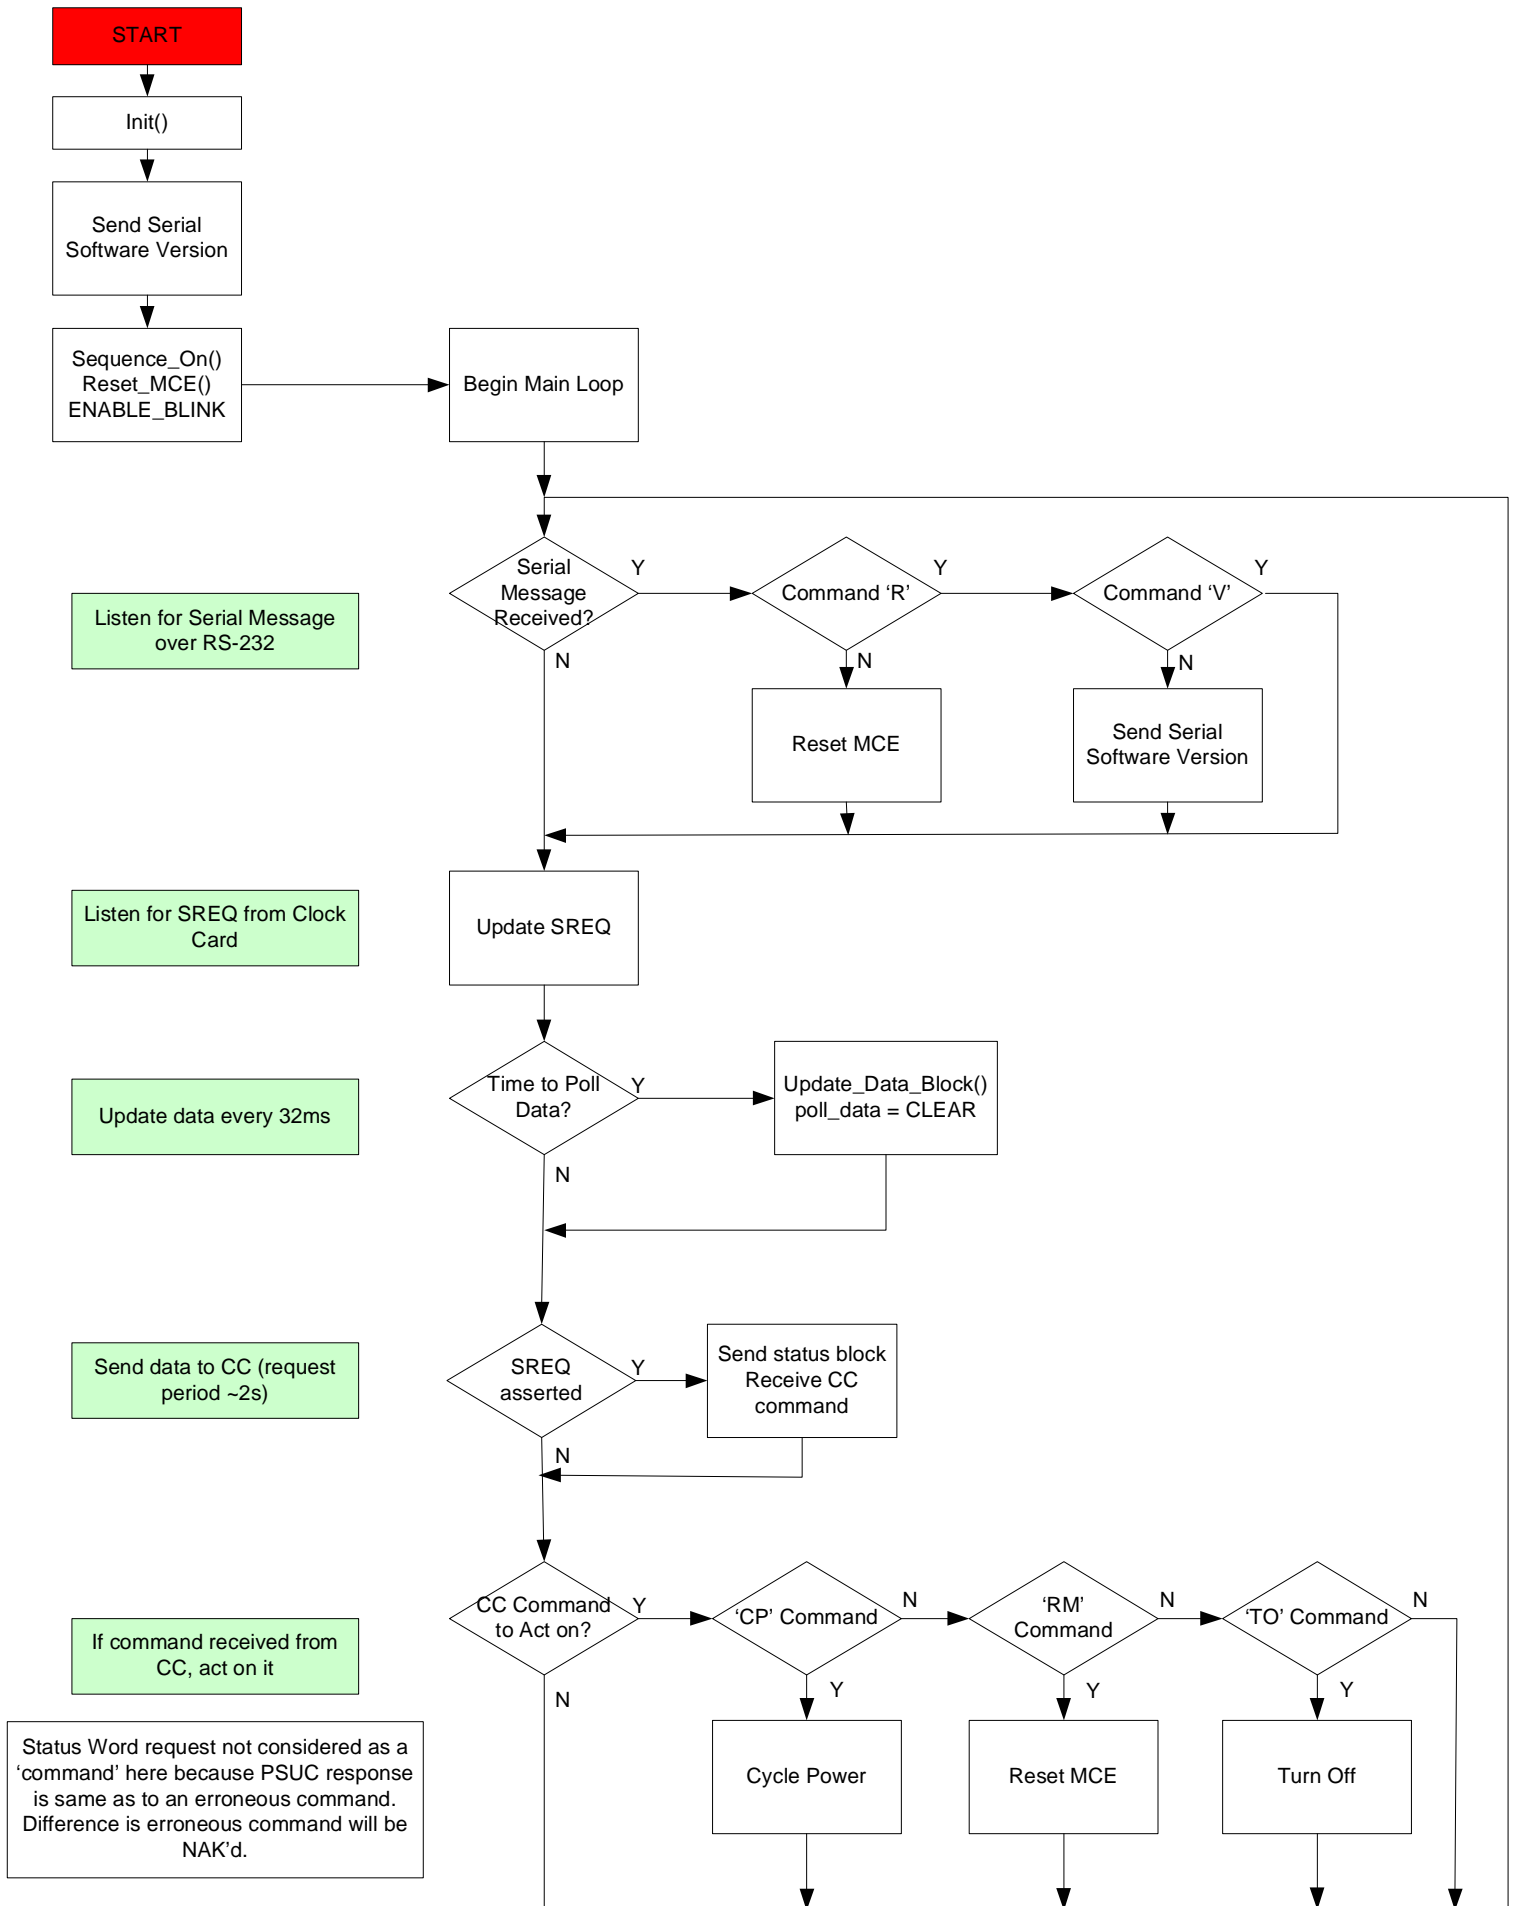 START
Init()
Send Serial
Software Version
Sequence_On()
Reset_MCE()
ENABLE_BLINK
Begin Main Loop
Serial
Message
Received?
Y
Command ‘R’
Y
Command ‘V’
Y
Listen for Serial Message
over RS-232
N
N
N
Reset MCE
Send Serial
Software Version
Listen for SREQ from Clock
Card
Update SREQ
Update data every 32ms
Time to Poll
Data?
Y
Update_Data_Block()
poll_data = CLEAR
N
Send data to CC (request
period ~2s)
SREQ
asserted
Y
Send status block
Receive CC
command
N
If command received from
CC, act on it
CC Command
to Act on?
Y
‘CP’ Command
N
‘RM’
Command
N
‘TO’ Command
N
N
Y
Y
Y
Status Word request not considered as a
‘command’ here because PSUC response
is same as to an erroneous command.
Difference is erroneous command will be
NAK’d.
Cycle Power
Reset MCE
Turn Off